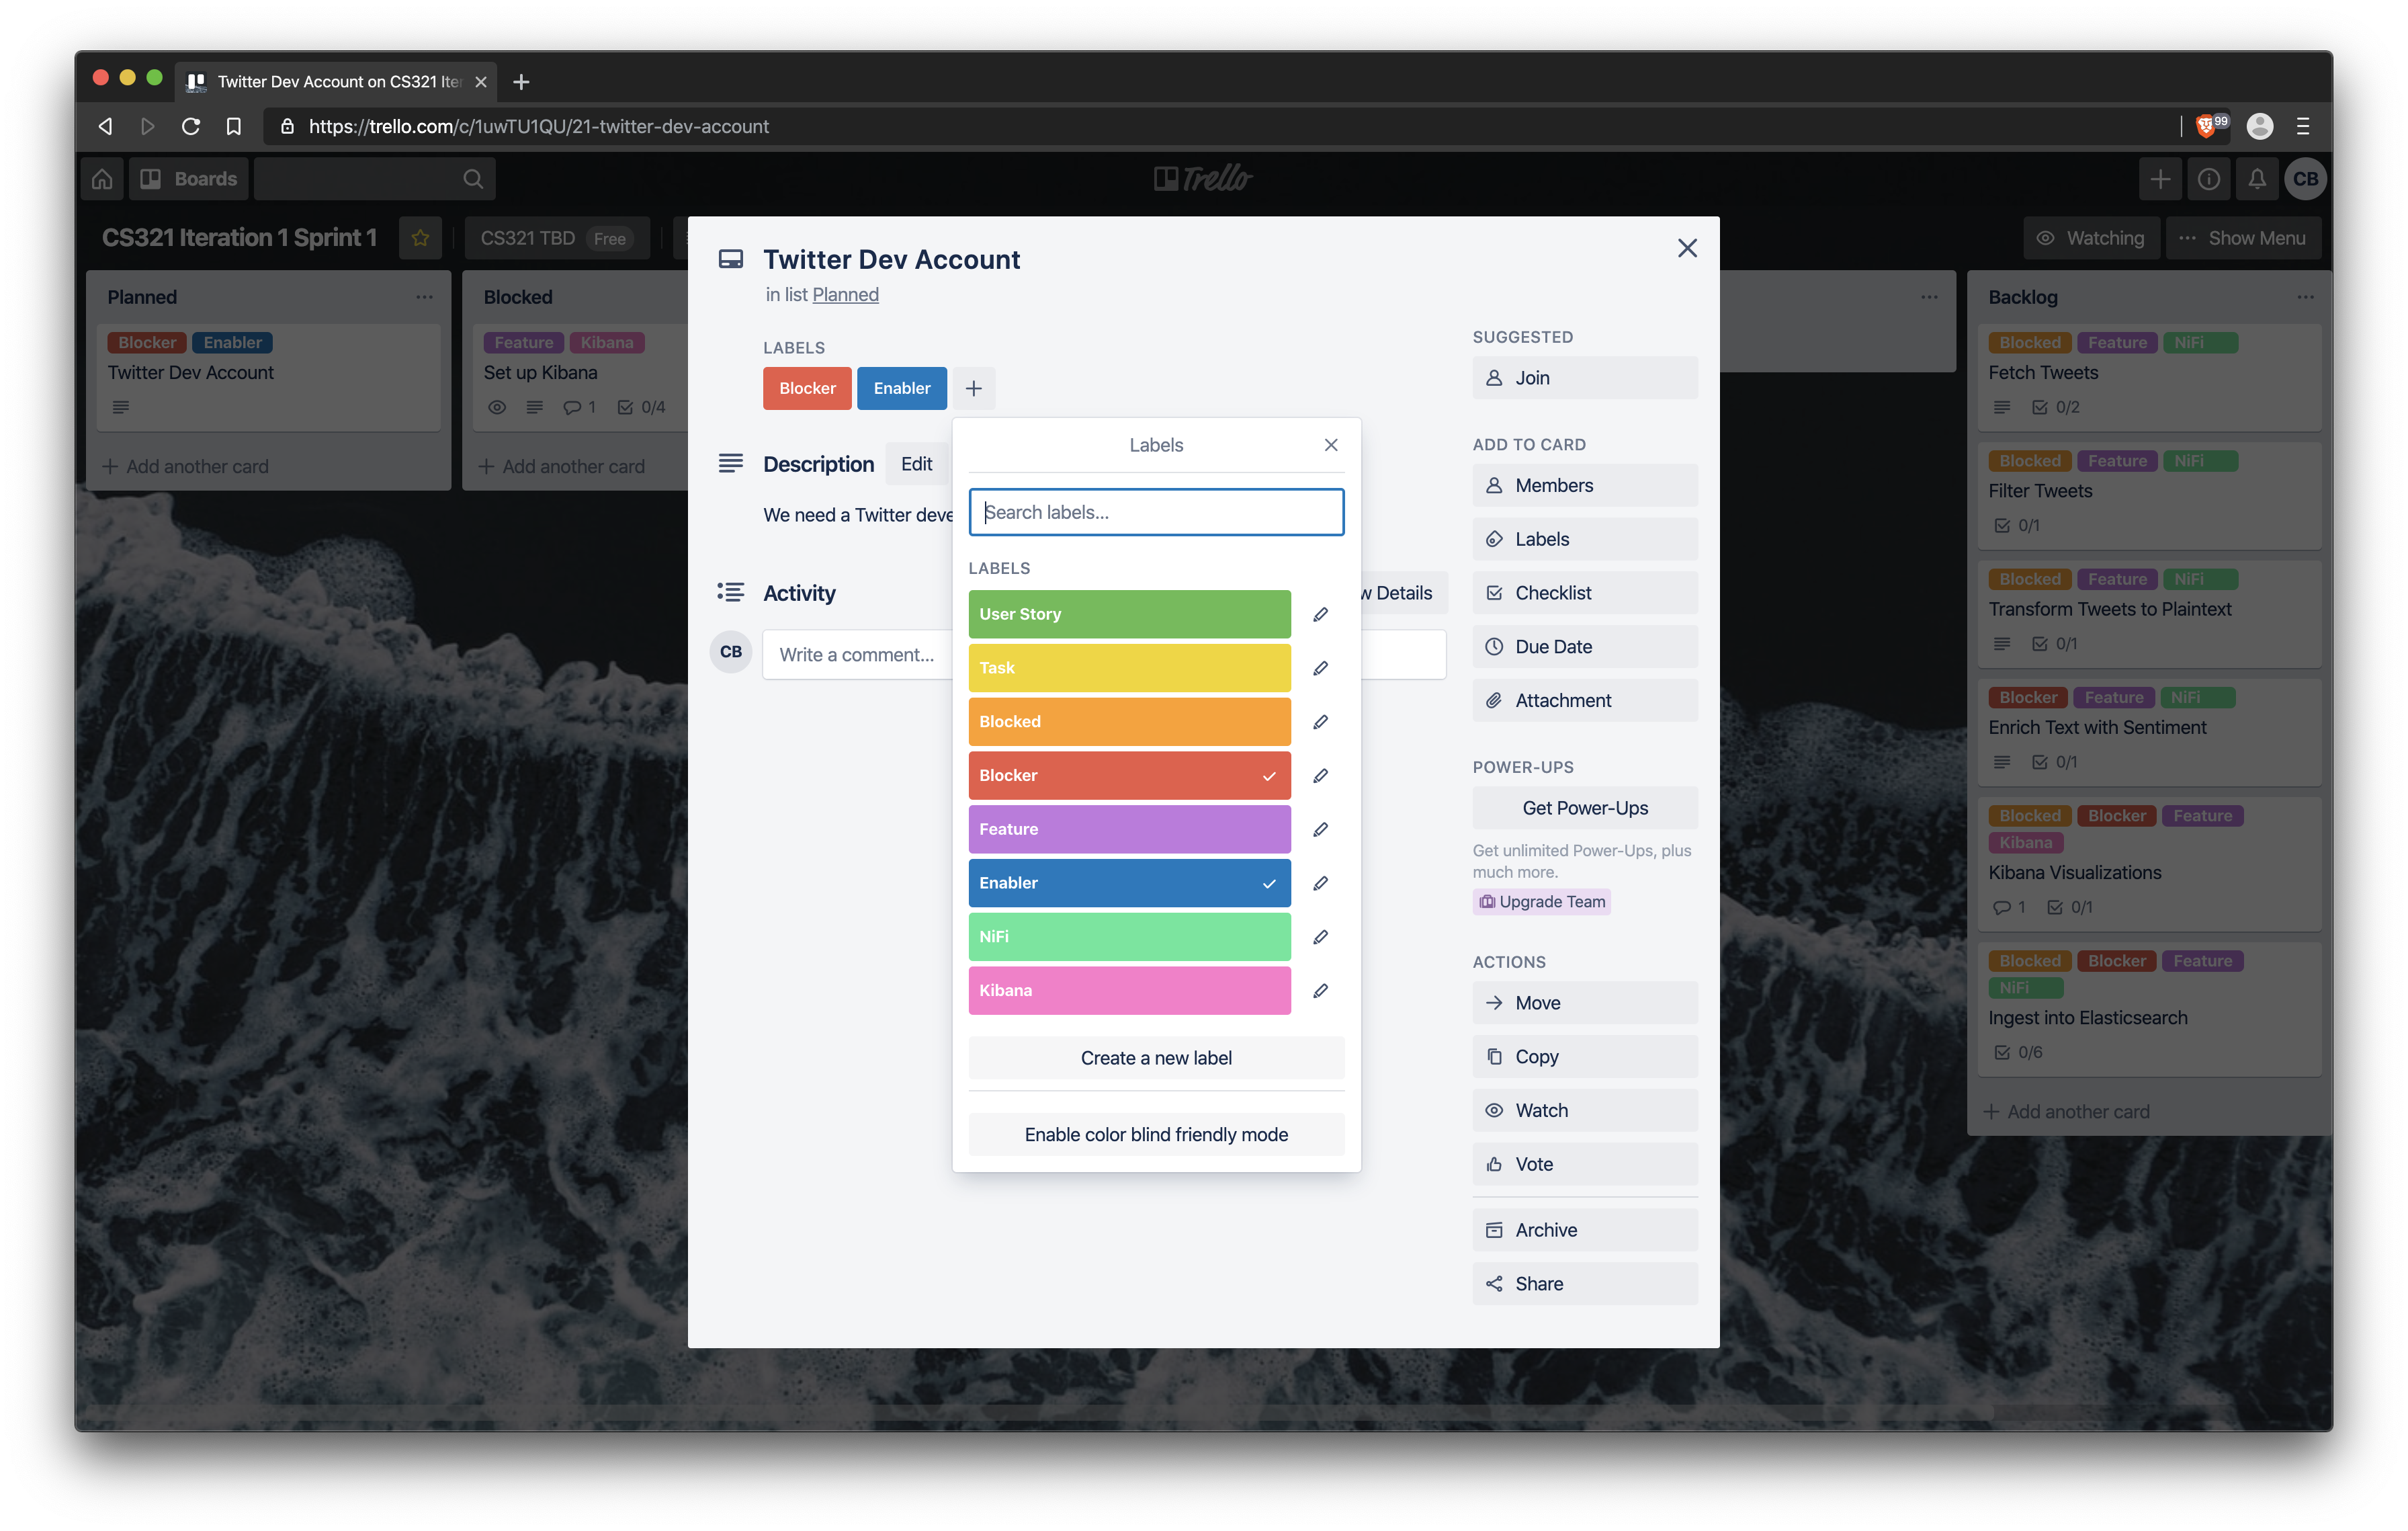 Twitter Dev Account on CS321 Iter
https://trello.com/c/1uwTU1QU/21-twitter-dev-account
99
Boards
Trello
CB
CS321 Iteration 1 Sprint 1
CS321 TBD Free
Watching
Show Menu
Planned
Blocker Enabler
Twitter Dev Account
Add another card
Blocked
Feature Kibana
Set up Kibana
1 0/4
Add another card
Twitter Dev Account
in list Planned
LABELS
Blocker Enabler
Description Edit
We need a Twitter deve
Activity
w Details
CB
Write a comment...
Labels
Search labels...
LABELS
User Story
Task
Blocked
Blocker
Feature
Enabler
NiFi
Kibana
Create a new label
Enable color blind friendly mode
SUGGESTED
Join
ADD TO CARD
Members
Labels
Checklist
Due Date
Attachment
POWER-UPS
Get Power-Ups
Get unlimited Power-Ups, plus
much more.
Upgrade Team
ACTIONS
Move
Copy
Watch
Vote
Archive
Share
Backlog
Blocked Feature NiFi
Fetch Tweets
0/2
Blocked Feature NiFi
Filter Tweets
0/1
Blocked Feature NiFi
Transform Tweets to Plaintext
0/1
Blocker Feature NiFi
Enrich Text with Sentiment
0/1
Blocked Blocker Feature
Kibana
Kibana Visualizations
1 0/1
Blocked Blocker Feature
NiFi
Ingest into Elasticsearch
0/6
Add another card